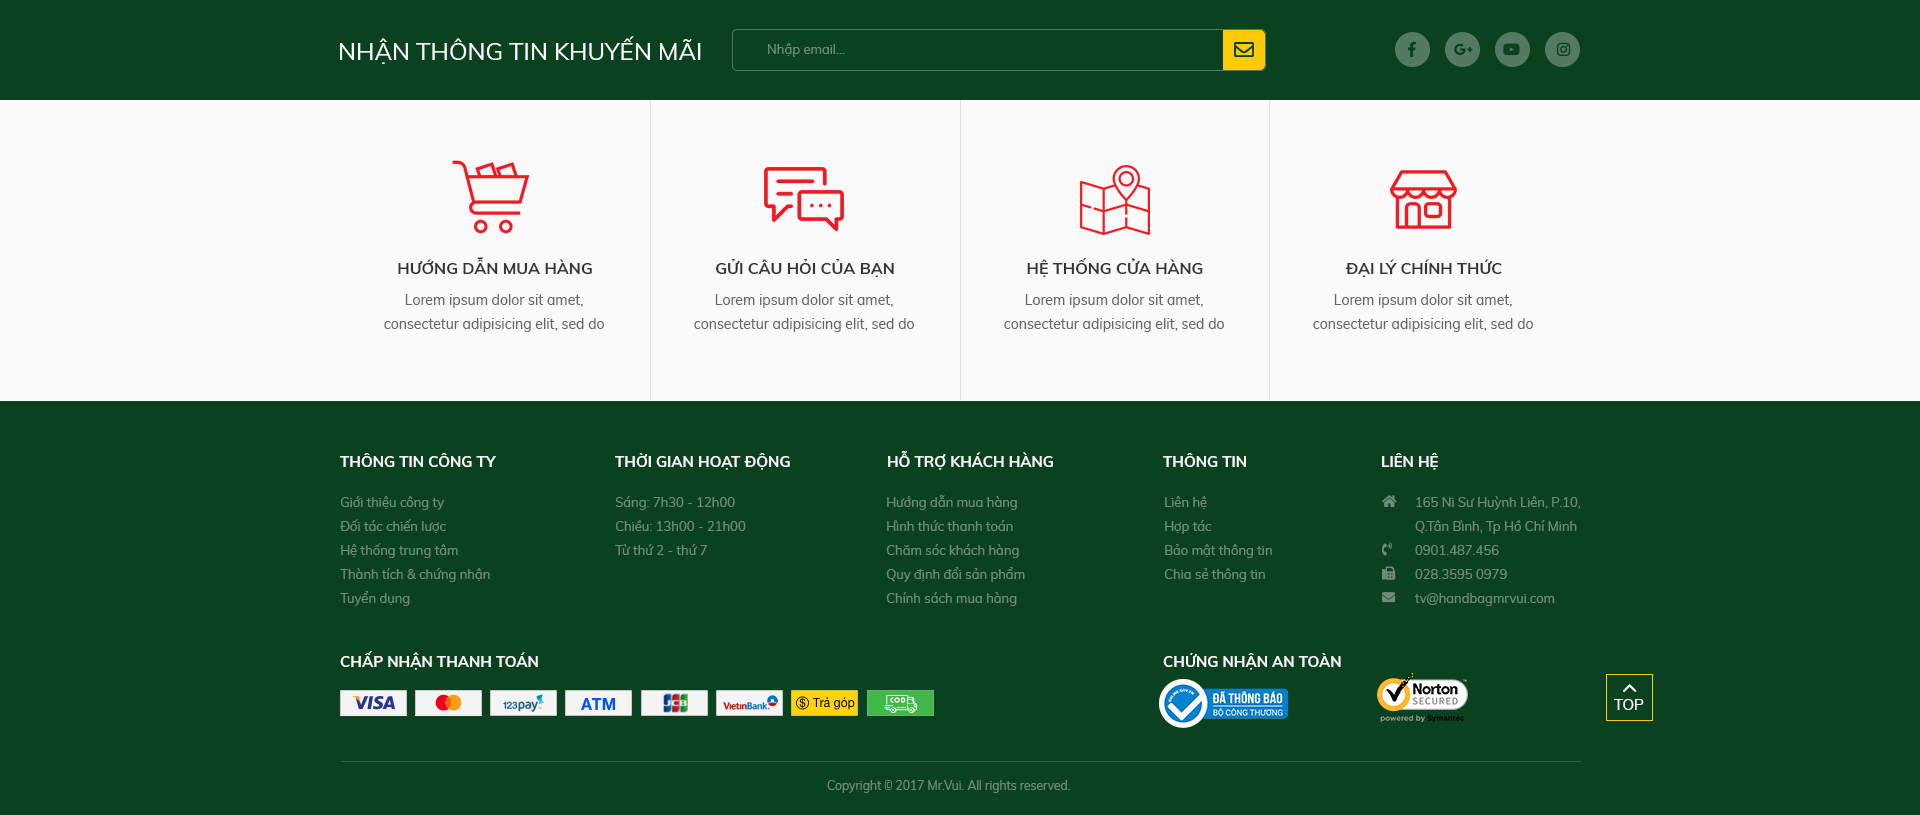 NHẬN THÔNG TIN KHUYẾN MÃI
Nhập email...
HƯỚNG DẪN MUA HÀNG
Lorem ipsum dolor sit amet,
consectetur adipisicing elit, sed do
GỬI CÂU HỎI CỦA BẠN
Lorem ipsum dolor sit amet,
consectetur adipisicing elit, sed do
HỆ THỐNG CỬA HÀNG
Lorem ipsum dolor sit amet,
consectetur adipisicing elit, sed do
ĐẠI LÝ CHÍNH THỨC
Lorem ipsum dolor sit amet,
consectetur adipisicing elit, sed do
THÔNG TIN CÔNG TY
Giới thiệu công ty
Đối tác chiến lược
Hệ thống trung tâm
Thành tích & chứng nhận
Tuyển dụng
THỜI GIAN HOẠT ĐỘNG
Sáng: 7h30 - 12h00
Chiều: 13h00 - 21h00
Từ thứ 2 - thứ 7
HỖ TRỢ KHÁCH HÀNG
Hướng dẫn mua hàng
Hình thức thanh toán
Chăm sóc khách hàng
Quy định đổi sản phẩm
Chính sách mua hàng
THÔNG TIN
Liên hệ
Hợp tác
Bảo mật thông tin
Chia sẻ thông tin
LIÊN HỆ
165 Ni Sư Huỳnh Liên, P.10,
Q.Tân Bình, Tp Hồ Chí Minh
0901.487.456
028.3595 0979
tv@handbagmrvui.com
CHẤP NHẬN THANH TOÁN
VISA
123pay
ATM
JCB
VietinBank
Trả góp
COD
CHỨNG NHẬN AN TOÀN
ĐÃ THÔNG BÁO
BỘ CÔNG THƯƠNG
Norton
SECURED
powered by Symantec
TOP
Copyright © 2017 Mr.Vui. All rights reserved.